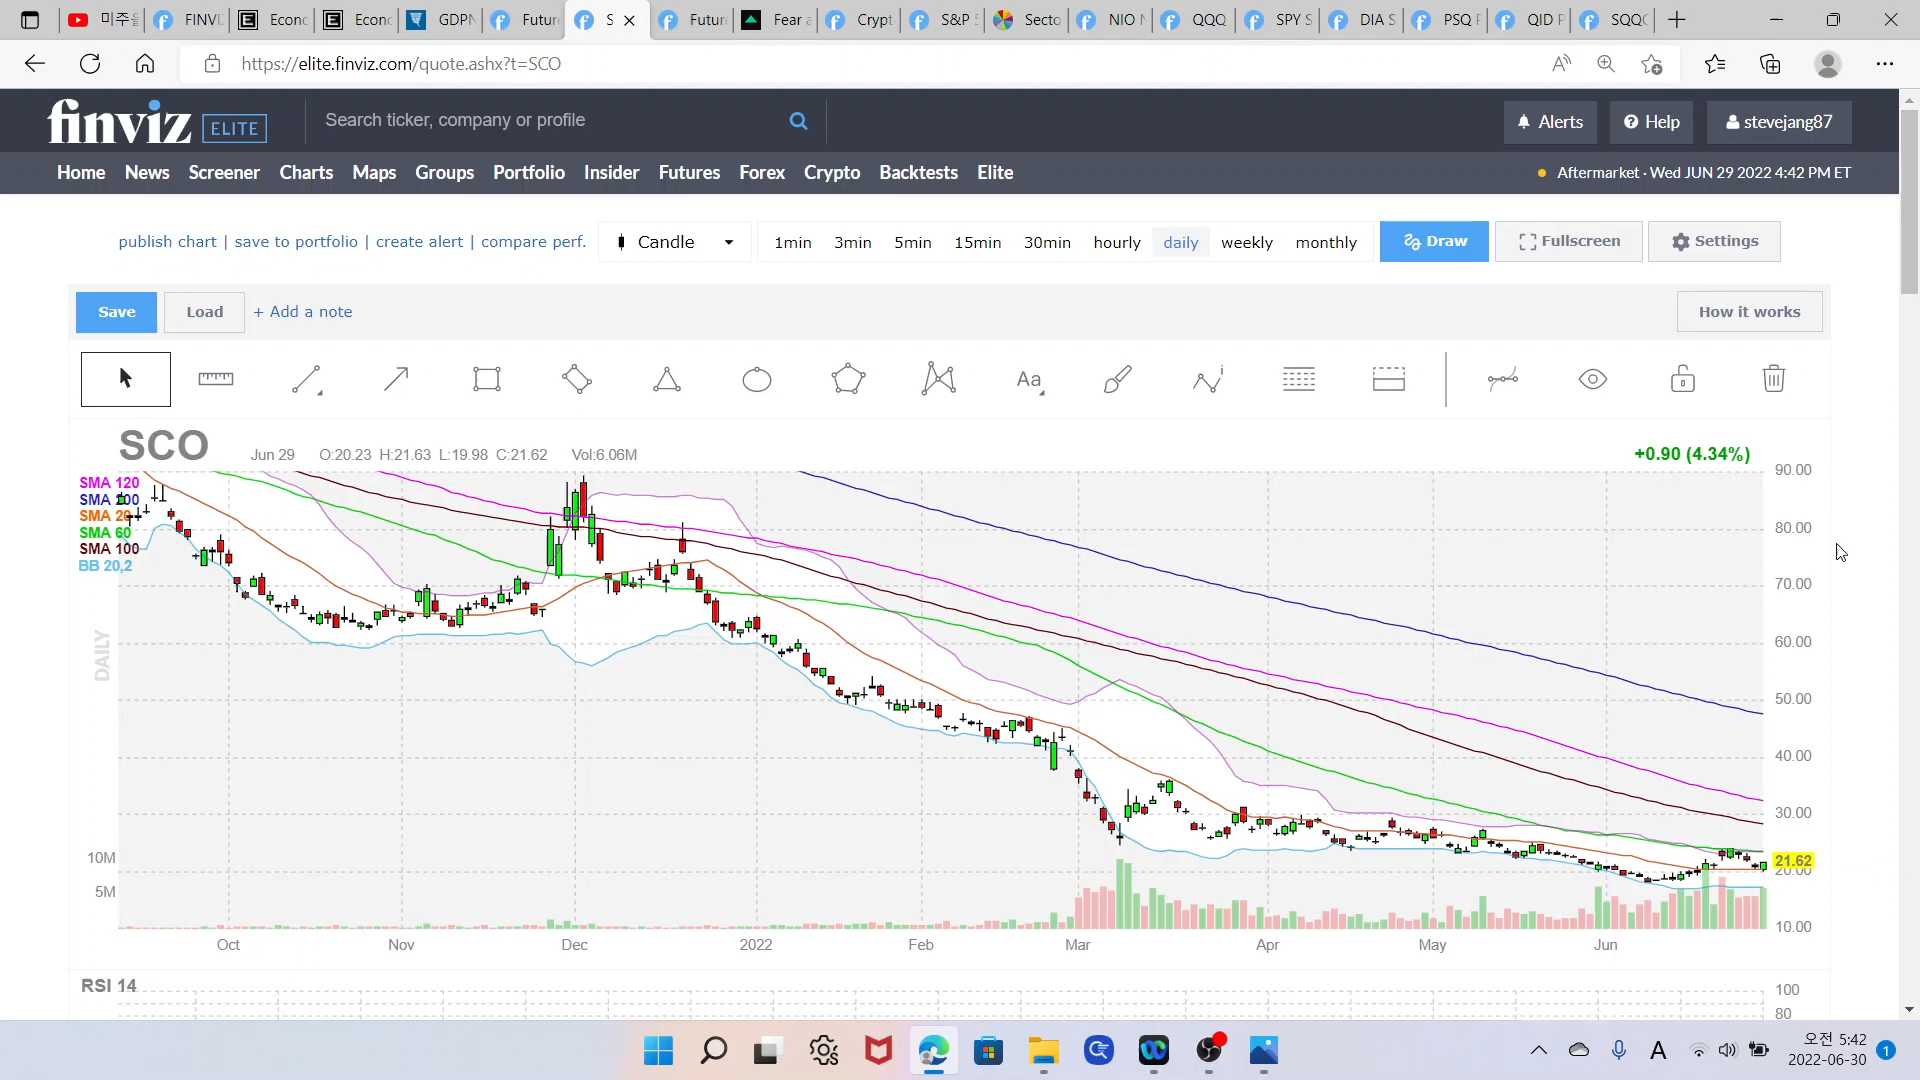 미주
FINVI
Econ
Econ
GDPN
Futur
S
Futur
Fear a
Crypt
S&P 5
Secto
NIO N
QQQ
SPY S
DIA S
PSQ P
QID P
SQQQ
https://elite.finviz.com/quote.ashx?t=SCO
finviz ELITE
Search ticker, company or profile
Alerts
Help
stevejang87
Home News Screener Charts Maps Groups Portfolio Insider Futures Forex Crypto Backtests Elite
Aftermarket · Wed JUN 29 2022 4:42 PM ET
publish chart | save to portfolio | create alert | compare perf.
Candle
1min 3min 5min 15min 30min hourly daily weekly monthly
Draw
Fullscreen
Settings
Save
Load
+ Add a note
How it works
Aa
SCO
Jun 29 O:20.23 H:21.63 L:19.98 C:21.62 Vol:6.06M
+0.90 (4.34%)
SMA 120
SMA 200
SMA 20
SMA 60
SMA 100
BB 20,2
DAILY
90.00
80.00
70.00
60.00
50.00
40.00
30.00
21.62
20.00
10.00
10M
5M
Oct Nov Dec 2022 Feb Mar Apr May Jun
RSI 14
100
80
A
오전 5:42
2022-06-30
1